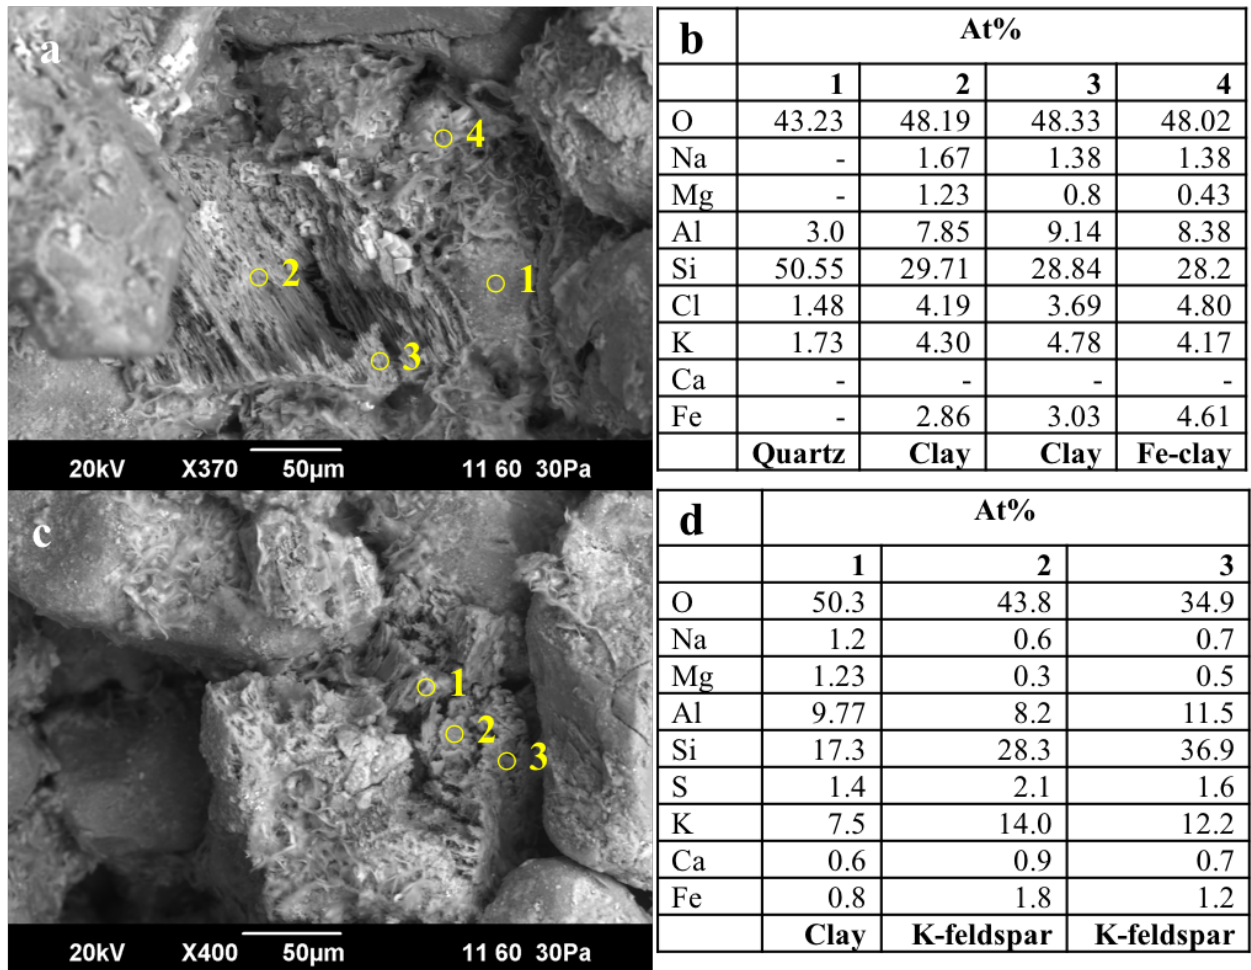 a
4
2
1
3
20kV X370 50µm 11 60 30Pa
b At%
1 2 3 4
O 43.23 48.19 48.33 48.02
Na - 1.67 1.38 1.38
Mg - 1.23 0.8 0.43
Al 3.0 7.85 9.14 8.38
Si 50.55 29.71 28.84 28.2
Cl 1.48 4.19 3.69 4.80
K 1.73 4.30 4.78 4.17
Ca - - - -
Fe - 2.86 3.03 4.61
Quartz Clay Clay Fe-clay
c
1
2
3
20kV X400 50µm 11 60 30Pa
d At%
1 2 3
O 50.3 43.8 34.9
Na 1.2 0.6 0.7
Mg 1.23 0.3 0.5
Al 9.77 8.2 11.5
Si 17.3 28.3 36.9
S 1.4 2.1 1.6
K 7.5 14.0 12.2
Ca 0.6 0.9 0.7
Fe 0.8 1.8 1.2
Clay K-feldspar K-feldspar